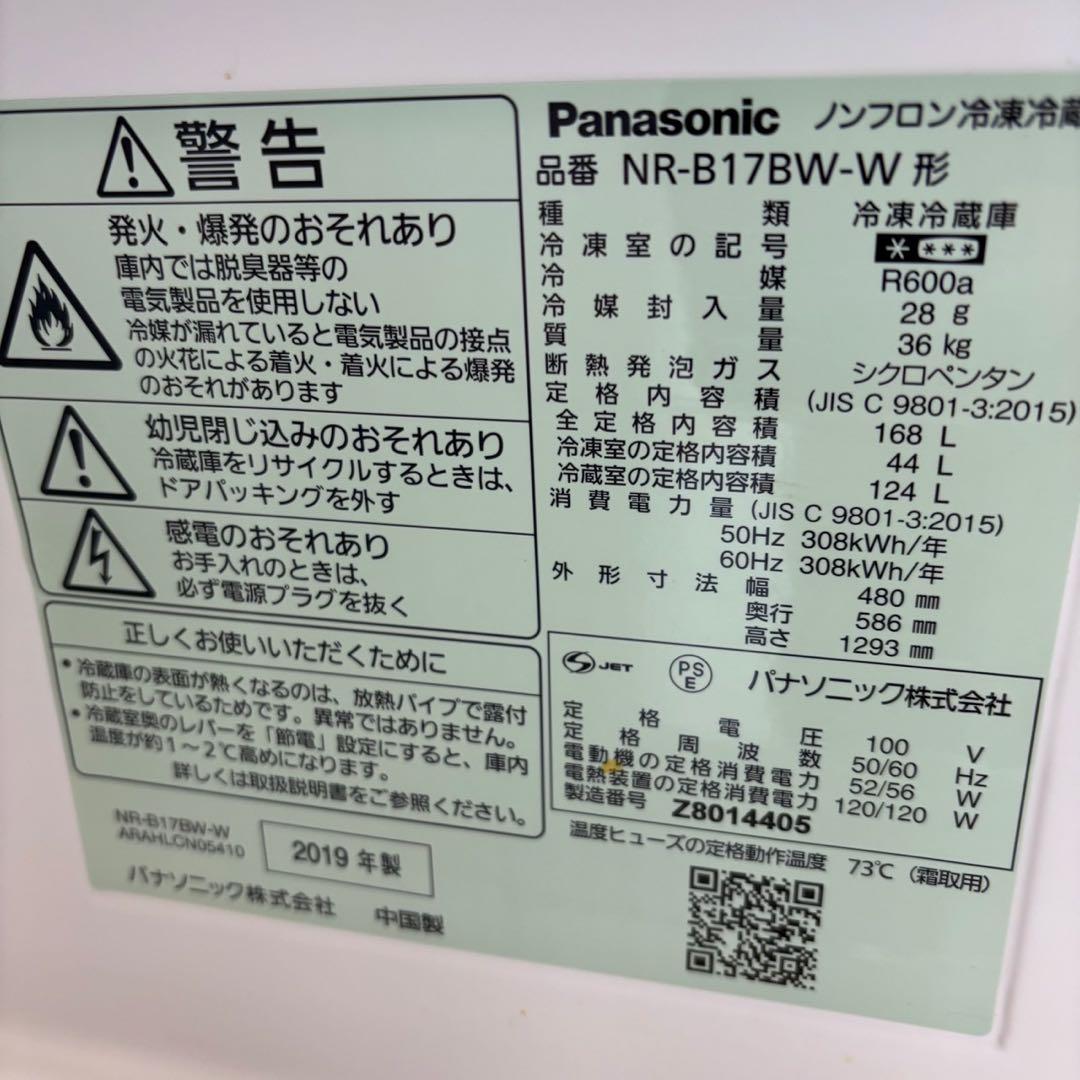 警告
発火・爆発のおそれあり
庫内では脱臭器等の
電気製品を使用しない
冷媒が漏れていると電気製品の接点
の火花による着火・着火による爆発
のおそれがあります
幼児閉じ込みのおそれあり
冷蔵庫をリサイクルするときは、
ドアパッキングを外す
感電のおそれあり
お手入れのときは、
必ず電源プラグを抜く
正しくお使いいただくために
• 冷蔵庫の表面が熱くなるのは、放熱パイプで露付
防止をしているためです。異常ではありません。
• 冷蔵室奥のレバーを「節電」設定にすると、庫内
温度が約1～2℃高めになります。
詳しくは取扱説明書をご参照ください。
NR-B17BW-W
ARAHLCN05410
2019 年製
パナソニック株式会社 中国製
Panasonic ノンフロン冷凍冷蔵
品番 NR-B17BW-W 形
種類 冷凍冷蔵庫
冷凍室の記号 * ***
冷媒 R600a
冷媒封入量 28 g
質量 36 kg
断熱発泡ガス シクロペンタン
定格内容積 (JIS C 9801-3:2015)
全定格内容積 168 L
冷凍室の定格内容積 44 L
冷蔵室の定格内容積 124 L
消費電力量 (JIS C 9801-3:2015)
50Hz 308kWh/年
60Hz 308kWh/年
外形寸法 幅 480 mm
奥行 586 mm
高さ 1293 mm
S JET PSE パナソニック株式会社
定格電圧 100 V
定格周波数 50/60 Hz
電動機の定格消費電力 52/56 W
電熱装置の定格消費電力 120/120 W
製造番号 Z8014405
温度ヒューズの定格動作温度 73℃ (霜取用)